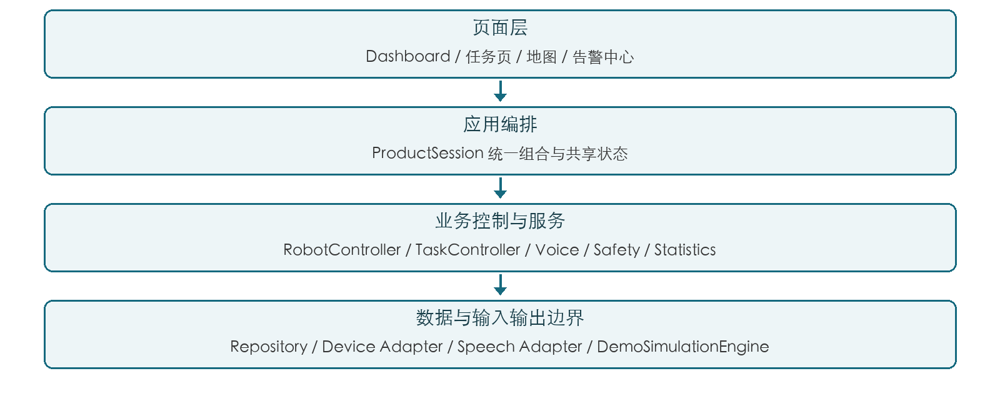 页面层
Dashboard / 任务页 / 地图 / 告警中心
应用编排
ProductSession 统一组合与共享状态
业务控制与服务
RobotController / TaskController / Voice / Safety / Statistics
数据与输入输出边界
Repository / Device Adapter / Speech Adapter / DemoSimulationEngine